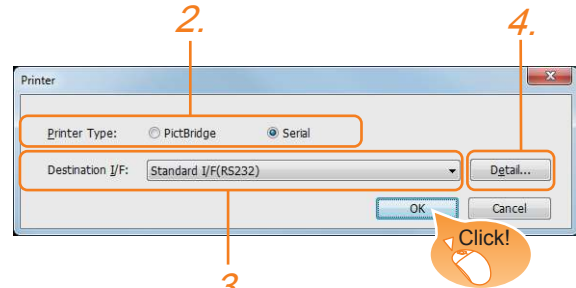 2.
4.
Printer
Printer Type: PictBridge Serial
Destination I/F: Standard I/F(RS232) Detail...
OK Cancel
Click!
3.